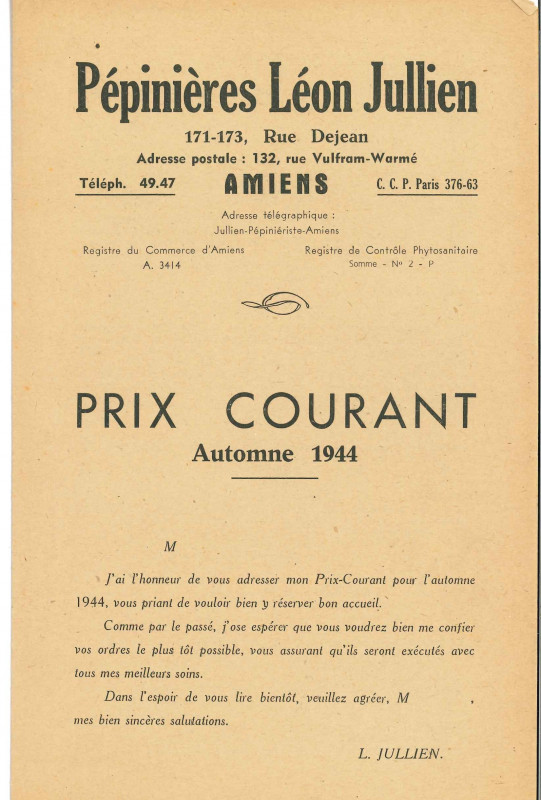 Pépinières Léon Jullien
171-173, Rue Dejean
Adresse postale : 132, rue Vulfram-Warmé
Téléph. 49.47 AMIENS C. C. P. Paris 376-63
Adresse télégraphique :
Jullien-Pépiniériste-Amiens
Registre du Commerce d'Amiens
A. 3414
Registre de Contrôle Phytosanitaire
Somme - Nº 2 - P
PRIX COURANT
Automne 1944
M
J'ai l'honneur de vous adresser mon Prix-Courant pour l'automne
1944, vous priant de vouloir bien y réserver bon accueil.
Comme par le passé, j'ose espérer que vous voudrez bien me confier
vos ordres le plus tôt possible, vous assurant qu'ils seront exécutés avec
tous mes meilleurs soins.
Dans l'espoir de vous lire bientôt, veuillez agréer, M ,
mes bien sincères salutations.
L. JULLIEN.